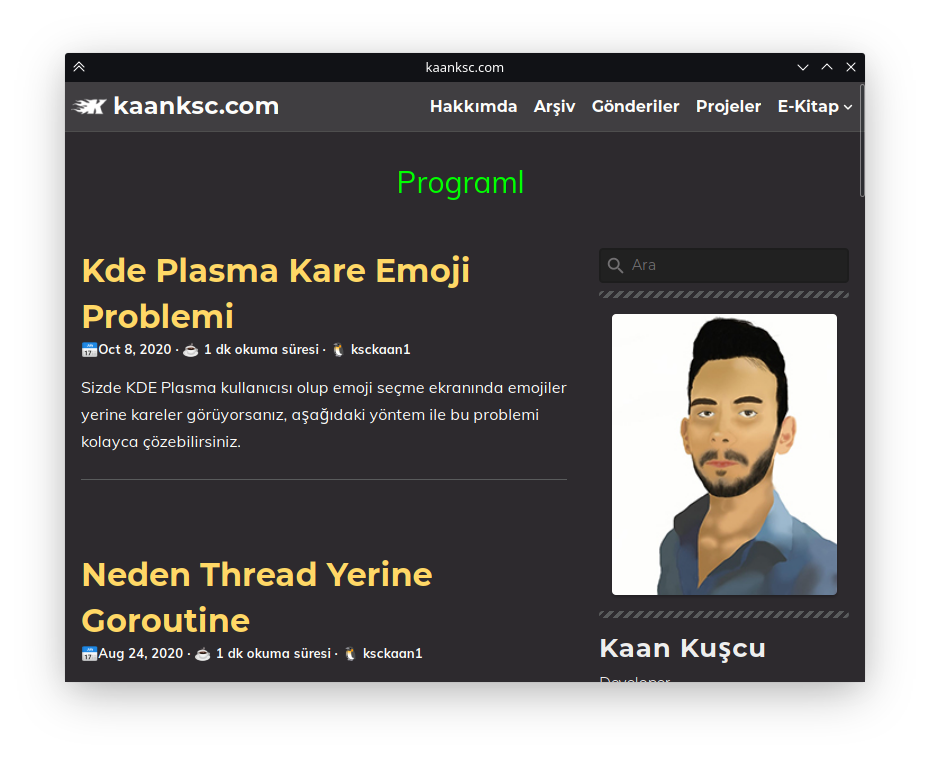 kaanksc.com
kaanksc.com
Hakkımda Arşiv Gönderiler Projeler E-Kitap
Programl
Kde Plasma Kare Emoji
Problemi
📅Oct 8, 2020 · ☕ 1 dk okuma süresi · 🐧 ksckaan1
Sizde KDE Plasma kullanıcısı olup emoji seçme ekranında emojiler
yerine kareler görüyorsanız, aşağıdaki yöntem ile bu problemi
kolayca çözebilirsiniz.
Neden Thread Yerine
Goroutine
📅Aug 24, 2020 · ☕ 1 dk okuma süresi · 🐧 ksckaan1
Ara
Kaan Kuşcu
Developer